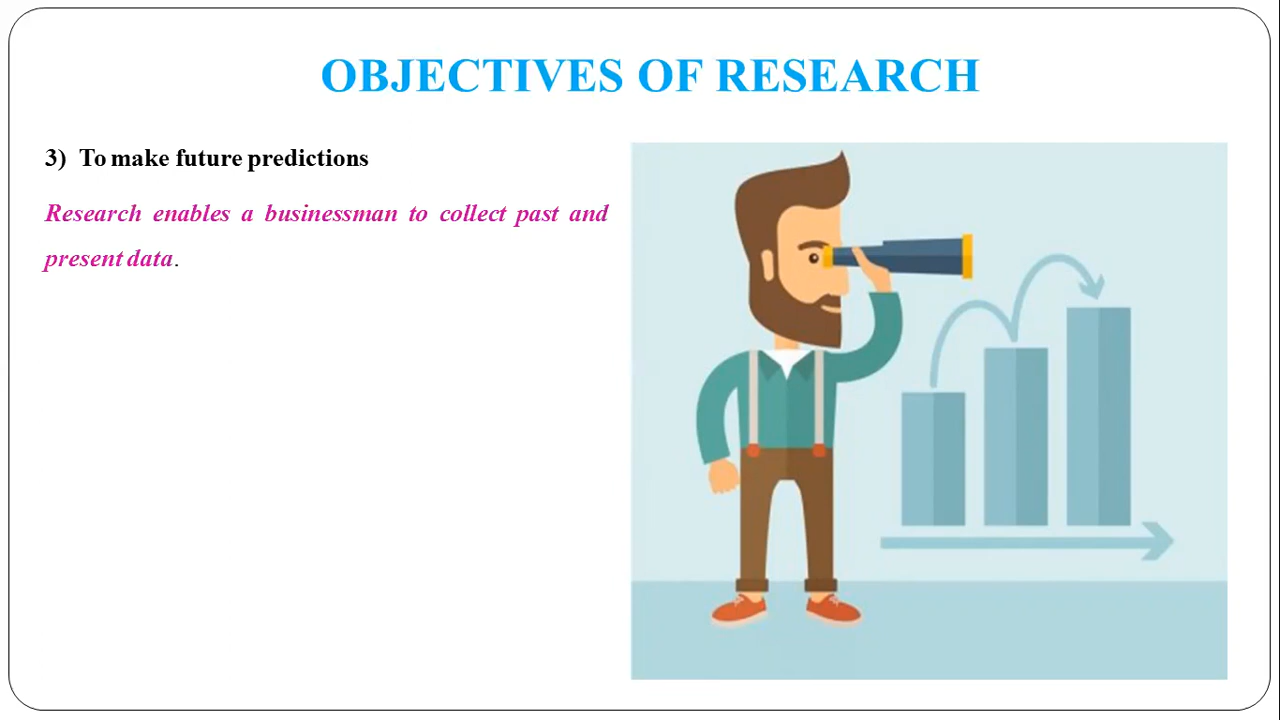 OBJECTIVES OF RESEARCH
3) To make future predictions
Research enables a businessman to collect past and
present data.